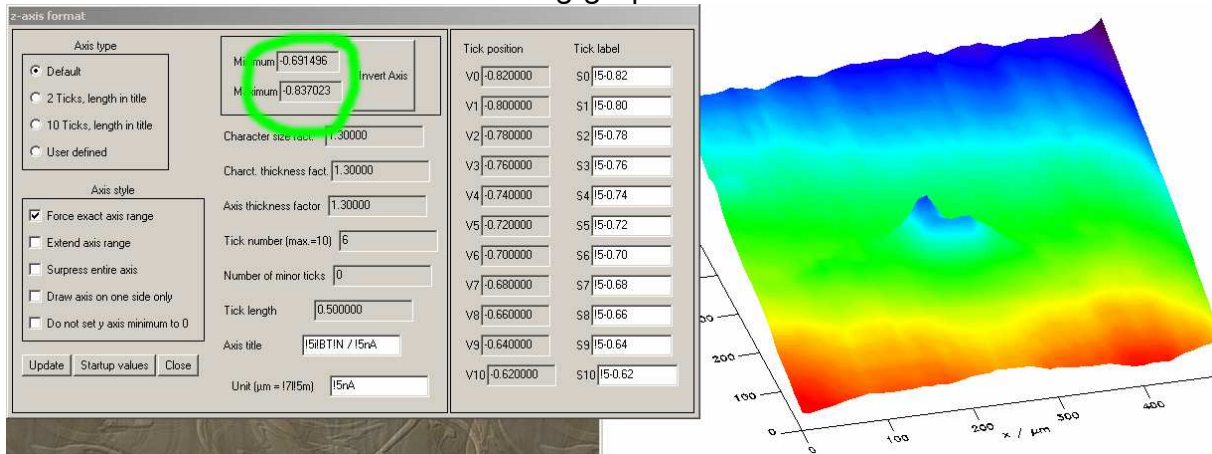 z-axis format
Axis type
Default
2 Ticks, length in title
10 Ticks, length in title
User defined
Axis style
Force exact axis range
Extend axis range
Surpress entire axis
Draw axis on one side only
Do not set y axis minimum to 0
Update Startup values Close
Minimum -0.691496
Maximum -0.837023
Invert Axis
Character size fact. 1.30000
Charct. thickness fact. 1.30000
Axis thickness factor 1.30000
Tick number (max.=10) 6
Number of minor ticks 0
Tick length 0.500000
Axis title !5i!BT!N / !5nA
Unit (µm = !7l!5m) !5nA
Tick position Tick label
V0 -0.820000 S0 !5-0.82
V1 -0.800000 S1 !5-0.80
V2 -0.780000 S2 !5-0.78
V3 -0.760000 S3 !5-0.76
V4 -0.740000 S4 !5-0.74
V5 -0.720000 S5 !5-0.72
V6 -0.700000 S6 !5-0.70
V7 -0.680000 S7 !5-0.68
V8 -0.660000 S8 !5-0.66
V9 -0.640000 S9 !5-0.64
V10 -0.620000 S10 !5-0.62
200
100
0
0 100 200 300 400
x / µm